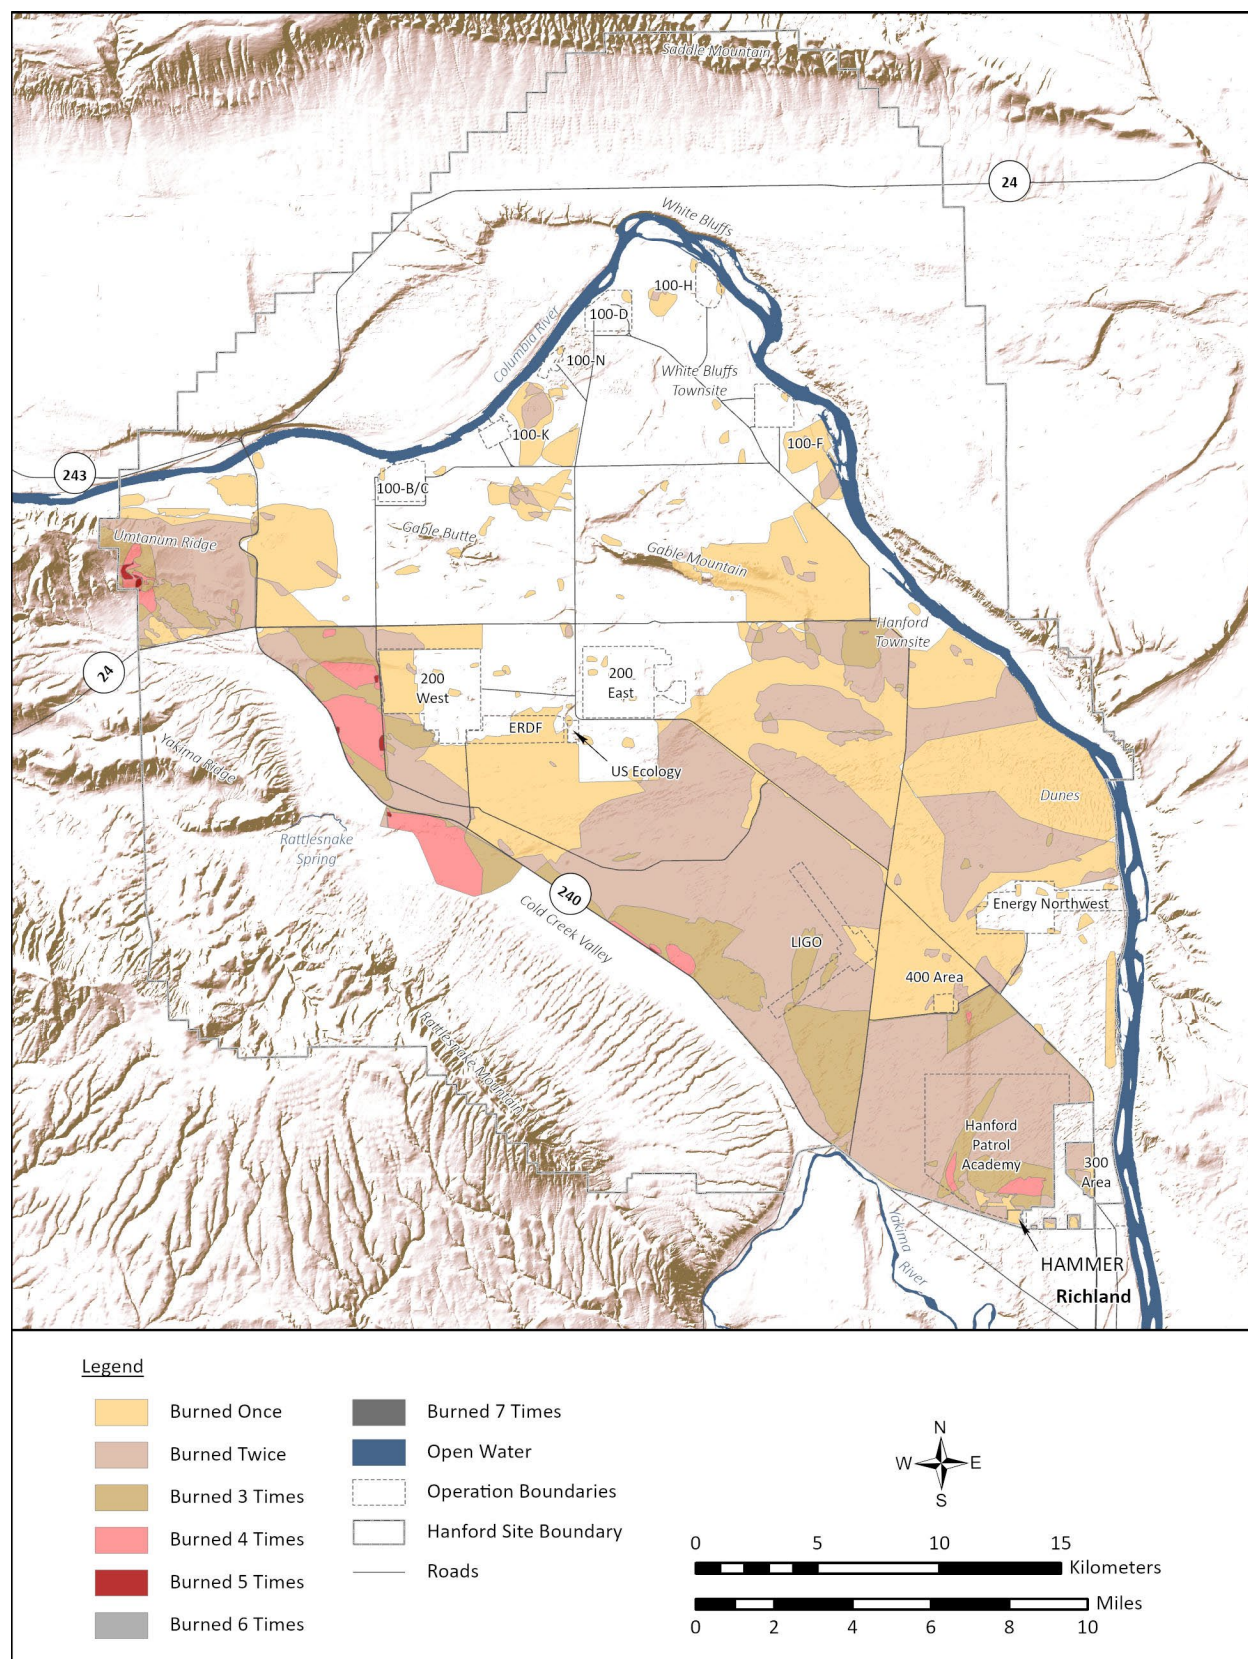 Saddle Mountain
24
White Bluffs
100-H
100-D
Columbia River
100-N
White Bluffs
Townsite
100-K
100-F
243
100-B/C
Umtanum Ridge
Gable Butte
Gable Mountain
Hanford
Townsite
24
200
West
200
East
ERDF
US Ecology
Yakima Ridge
Dunes
Rattlesnake
Spring
240
Energy Northwest
Cold Creek Valley
LIGO
400 Area
Rattlesnake Mountain
Hanford
Patrol
Academy
300
Area
Yakima
River
HAMMER
Richland
Legend
Burned Once
Burned Twice
Burned 3 Times
Burned 4 Times
Burned 5 Times
Burned 6 Times
Burned 7 Times
Open Water
Operation Boundaries
Hanford Site Boundary
Roads
N
W E
S
0 5 10 15
Kilometers
Miles
0 2 4 6 8 10